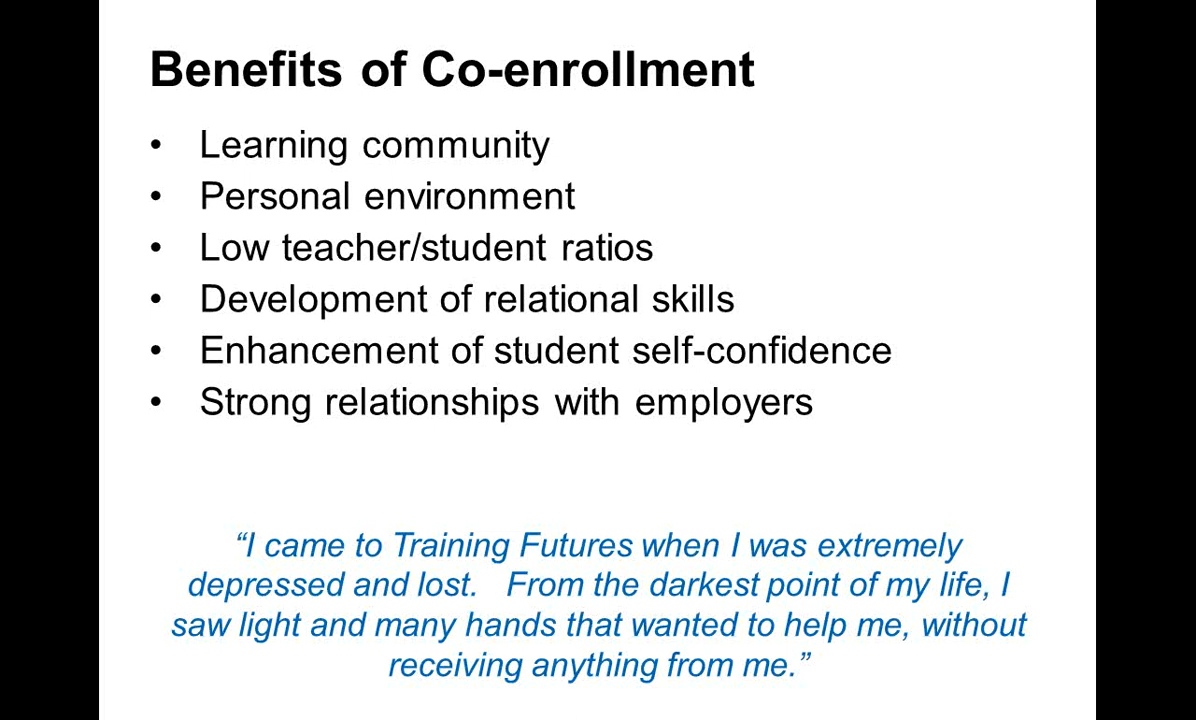 Benefits of Co-enrollment
• Learning community
• Personal environment
• Low teacher/student ratios
• Development of relational skills
• Enhancement of student self-confidence
• Strong relationships with employers
“I came to Training Futures when I was extremely
depressed and lost. From the darkest point of my life, I
saw light and many hands that wanted to help me, without
receiving anything from me.”